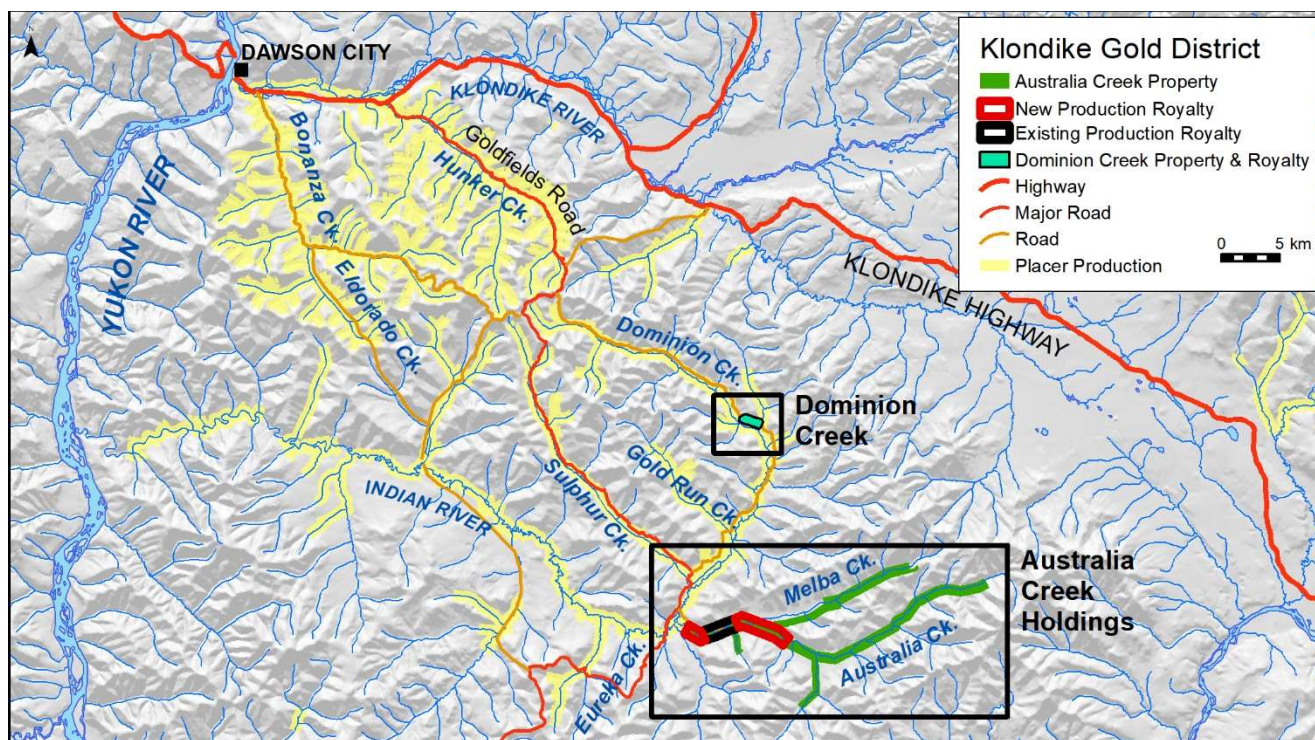 N
DAWSON CITY
KLONDIKE RIVER
Bonanza Ck.
Hunker Ck.
Goldfields Road
YUKON RIVER
Eldorado Ck.
KLONDIKE HIGHWAY
Dominion Ck.
Dominion
Creek
Gold Run Ck.
Sulphur Ck.
INDIAN RIVER
Eureka Ck.
Melba Ck.
Australia Ck.
Australia
Creek
Holdings
Klondike Gold District
Australia Creek Property
New Production Royalty
Existing Production Royalty
Dominion Creek Property & Royalty
Highway
Major Road
Road
Placer Production
0 5 km